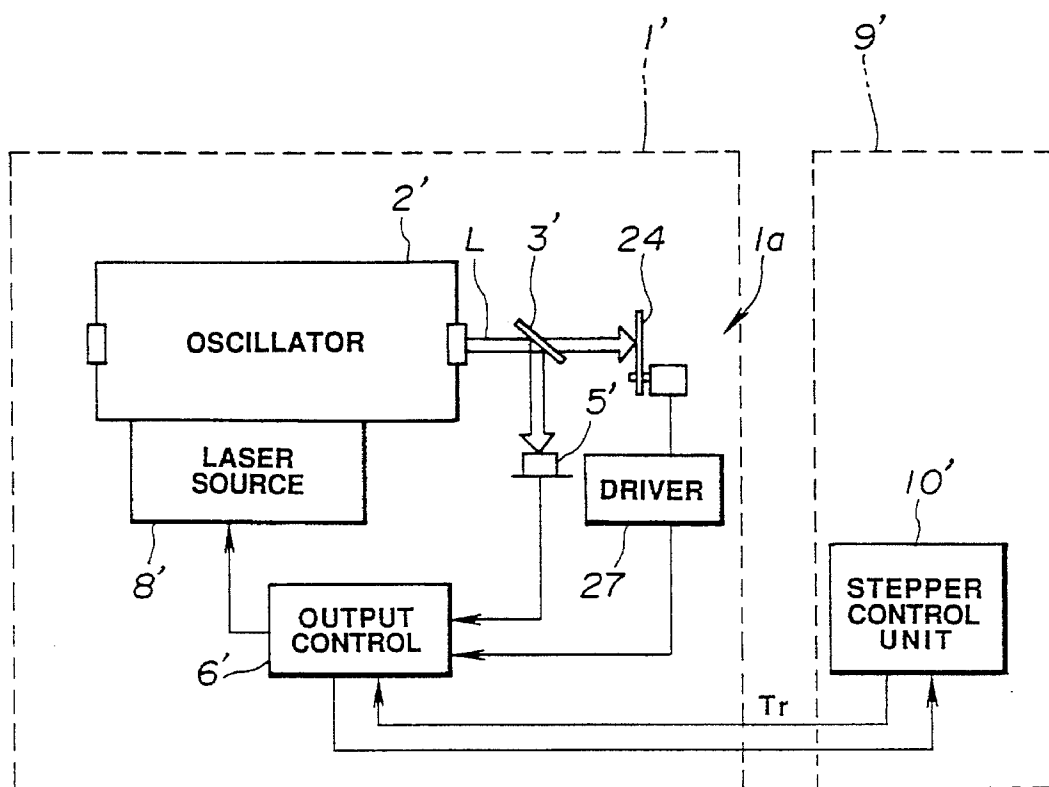 1'
9'
2'
L
3'
24
1a
OSCILLATOR
5'
LASER
SOURCE
DRIVER
10'
8'
27
STEPPER
CONTROL
UNIT
OUTPUT
CONTROL
6'
Tr